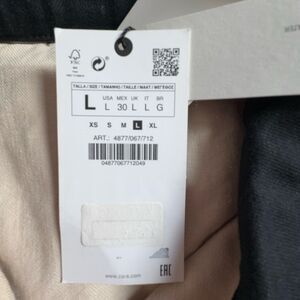 FSC
TALLA / SIZE / TAMANHO / TAILLE / MAAT / ΜΕΓΕΘΟΣ
L
USA MEX UK IT BR
L 30 L L G
XS S M L XL
ART.: 4877/067/712
04877067712049
www.zara.com
EAC